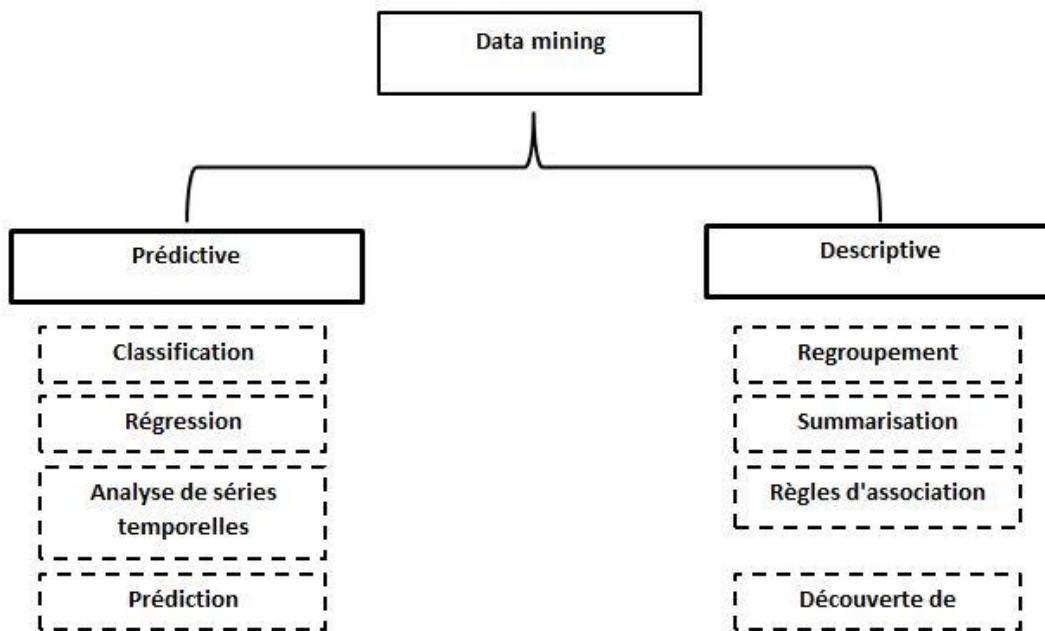 Data mining
Prédictive
Classification
Régression
Analyse de séries
temporelles
Prédiction
Descriptive
Regroupement
Summarisation
Règles d'association
Découverte de